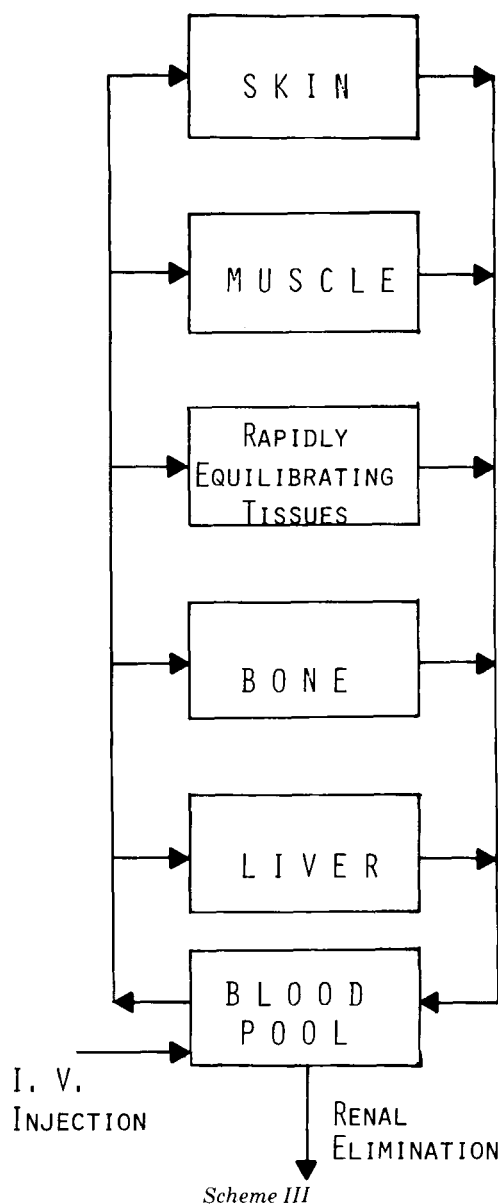 SKIN
MUSCLE
RAPIDLY
EQUILIBRATING
TISSUES
BONE
LIVER
BLOOD
POOL
I. V.
INJECTION
RENAL
ELIMINATION
Scheme III